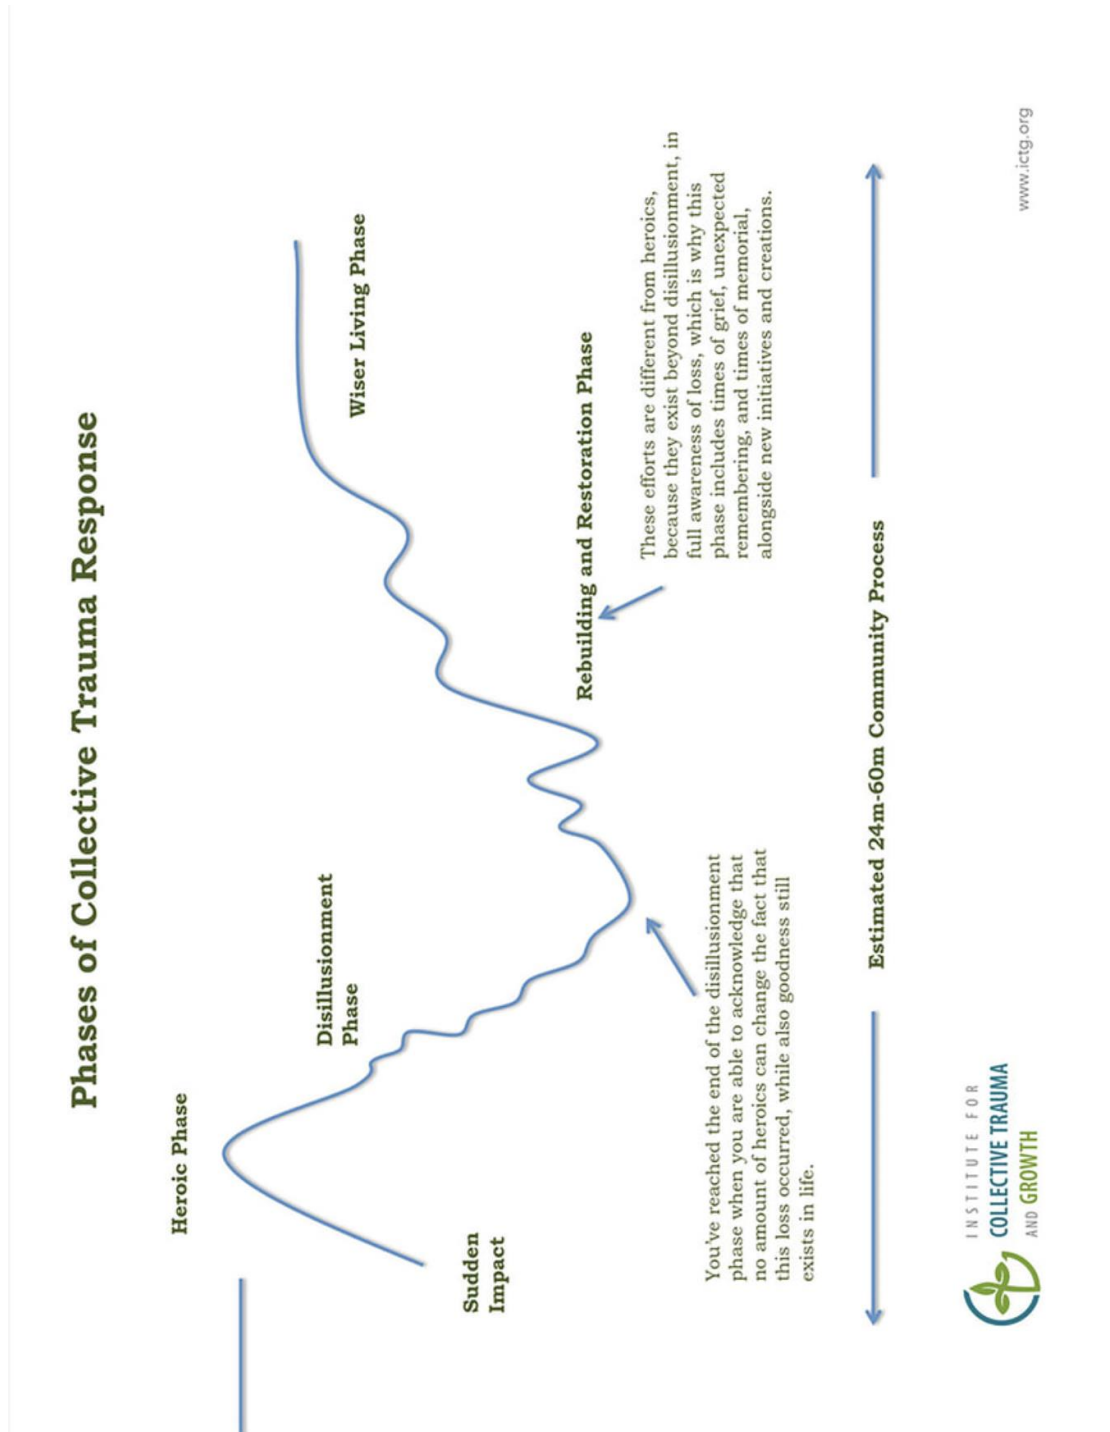 Phases of Collective Trauma Response
Heroic Phase
Disillusionment
Phase
Wiser Living Phase
Sudden
Impact
Rebuilding and Restoration Phase
You've reached the end of the disillusionment
phase when you are able to acknowledge that
no amount of heroics can change the fact that
this loss occurred, while also goodness still
exists in life.
These efforts are different from heroics,
because they exist beyond disillusionment, in
full awareness of loss, which is why this
phase includes times of grief, unexpected
remembering, and times of memorial,
alongside new initiatives and creations.
Estimated 24m-60m Community Process
INSTITUTE FOR
COLLECTIVE TRAUMA
AND GROWTH
www.ictg.org